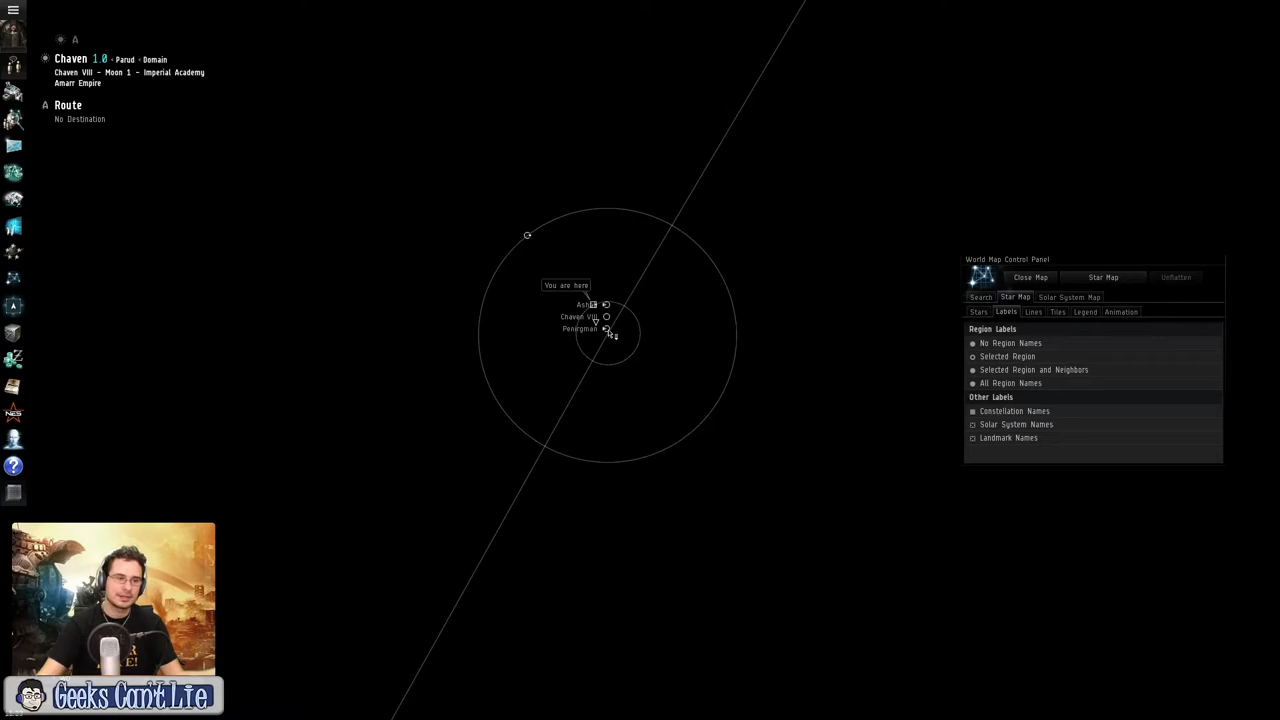 Chaven 1.0 ‹ Parud ‹ Domain
Chaven VIII - Moon 1 - Imperial Academy
Amarr Empire
A Route
No Destination
You are here
Chaven VIII
Penirgman
World Map Control Panel
Close Map
Star Map
Unflatten
Search
Star Map
Solar System Map
Stars
Labels
Lines
Tiles
Legend
Animation
Region Labels
No Region Names
Selected Region
Selected Region and Neighbors
All Region Names
Other Labels
Constellation Names
Solar System Names
Landmark Names
NES
Geeks Can't Lie